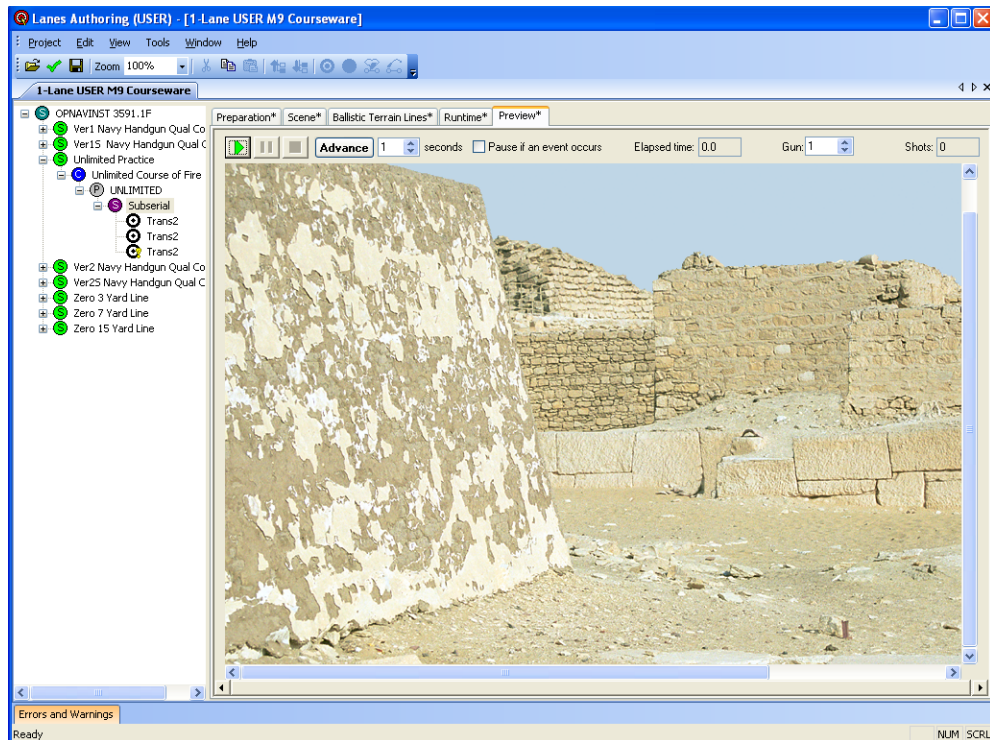 Lanes Authoring (USER) - [1-Lane USER M9 Courseware]
Project Edit View Tools Window Help
Zoom 100%
1-Lane USER M9 Courseware
OPNAVINST 3591.1F
Ver1 Navy Handgun Qual Co
Ver1S Navy Handgun Qual C
Unlimited Practice
Unlimited Course of Fire
UNLIMITED
Subserial
Trans2
Trans2
Trans2
Ver2 Navy Handgun Qual Co
Ver2S Navy Handgun Qual C
Zero 3 Yard Line
Zero 7 Yard Line
Zero 15 Yard Line
Preparation* Scene* Ballistic Terrain Lines* Runtime* Preview*
Advance 1 seconds Pause if an event occurs Elapsed time: 0.0 Gun: 1 Shots: 0
Errors and Warnings
Ready NUM SCRL